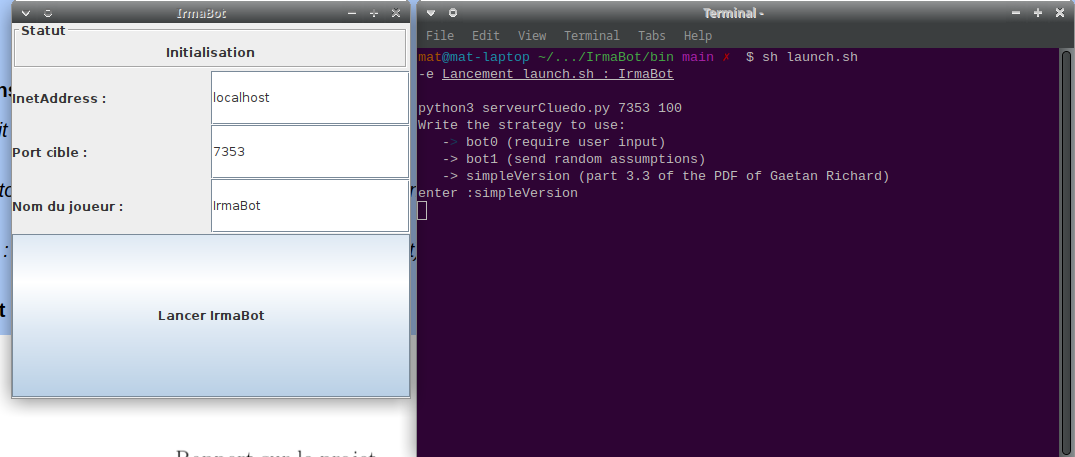 IrmaBot
Statut
Initialisation
InetAddress :
localhost
Port cible :
7353
Nom du joueur :
IrmaBot
Lancer IrmaBot
Terminal -
File Edit View Terminal Tabs Help
mat@mat-laptop ~/.../IrmaBot/bin main ✗ $ sh launch.sh
-e Lancement launch.sh : IrmaBot
python3 serveurCluedo.py 7353 100
Write the strategy to use:
-> bot0 (require user input)
-> bot1 (send random assumptions)
-> simpleVersion (part 3.3 of the PDF of Gaetan Richard)
enter :simpleVersion